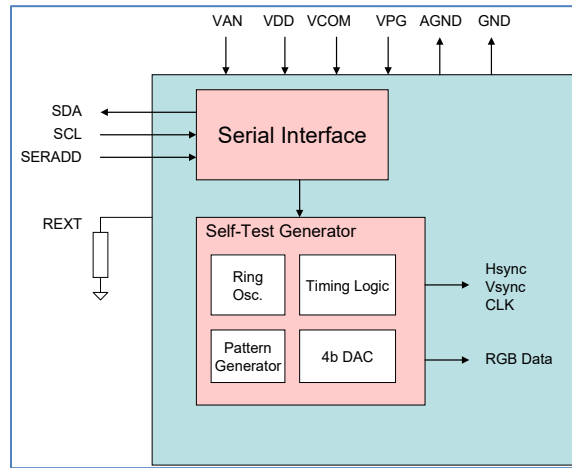 VAN VDD VCOM VPG AGND GND
SDA
SCL
SERADD
Serial Interface
REXT
Self-Test Generator
Ring
Osc.
Timing Logic
Pattern
Generator
4b DAC
Hsync
Vsync
CLK
RGB Data